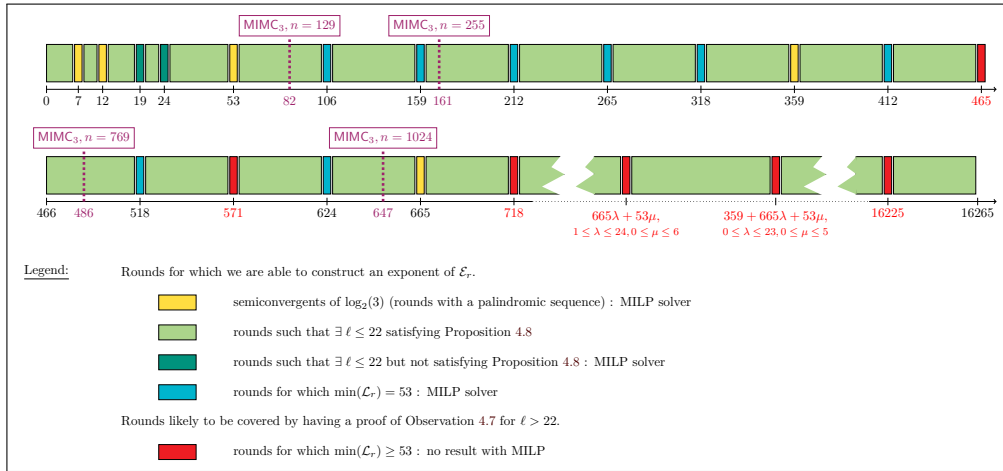 MIMC₃, n = 129 MIMC₃, n = 255
0 7 12 19 24 53 82 106 159 161 212 265 318 359 412 465
MIMC₃, n = 769 MIMC₃, n = 1024
466 486 518 571 624 647 665 718 665λ + 53μ, 359 + 665λ + 53μ, 16225 16265
1 ≤ λ ≤ 24, 0 ≤ μ ≤ 6 0 ≤ λ ≤ 23, 0 ≤ μ ≤ 5
Legend: Rounds for which we are able to construct an exponent of ℰᵣ.
semiconvergents of log₂(3) (rounds with a palindromic sequence) : MILP solver
rounds such that ∃ ℓ ≤ 22 satisfying Proposition 4.8
rounds such that ∃ ℓ ≤ 22 but not satisfying Proposition 4.8 : MILP solver
rounds for which min(ℒᵣ) = 53 : MILP solver
Rounds likely to be covered by having a proof of Observation 4.7 for ℓ > 22.
rounds for which min(ℒᵣ) ≥ 53 : no result with MILP